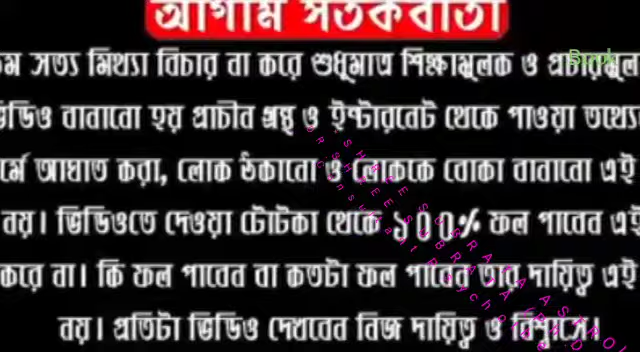 আগাম সতর্কবার্তা
সত্য মিথ্যা বিচার না করে শুধুমাত্র শিক্ষামূলক ও প্রচারমূল
ভিডিও বানানো হয় প্রাচীন গ্রন্থ ও ইন্টারনেট থেকে পাওয়া তথ্যে
আঘাত করা, লোক ঠকানো ও লোককে বোকা বানানো এই
নয়। ভিডিওতে দেওয়া টোটকা থেকে ১০০% ফল পাবেন এই
করে না। কি ফল পাবেন বা কতটা ফল পাবেন তার দায়িত্ব এই
নয়। প্রতিটা ভিডিও দেখবেন নিজ দায়িত্ব ও বিশ্বাসে।